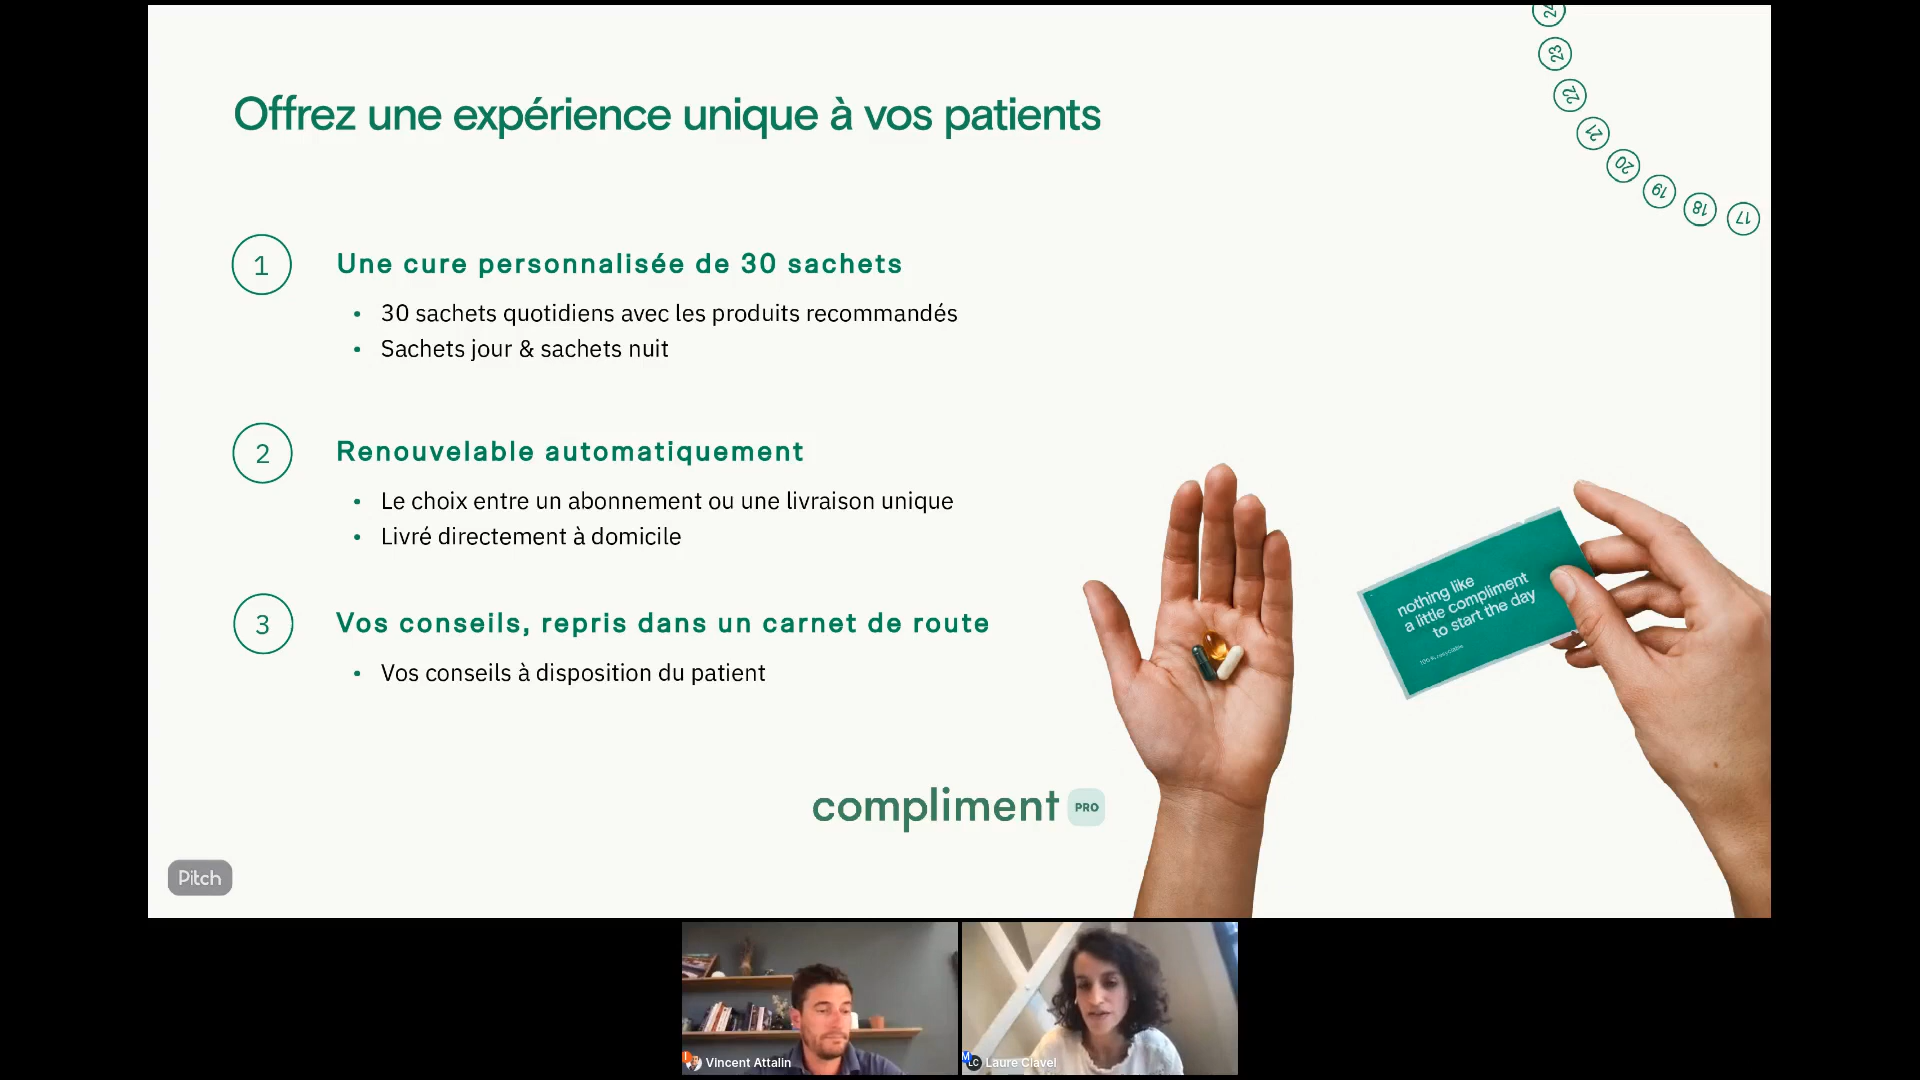 24
23
22
21
20
19
18
17
Offrez une expérience unique à vos patients
1
Une cure personnalisée de 30 sachets
• 30 sachets quotidiens avec les produits recommandés
• Sachets jour & sachets nuit
2
Renouvelable automatiquement
• Le choix entre un abonnement ou une livraison unique
• Livré directement à domicile
3
Vos conseils, repris dans un carnet de route
• Vos conseils à disposition du patient
nothing like
a little compliment
to start the day
compliment PRO
Pitch
Vincent Attalin
LC Laure Clavel